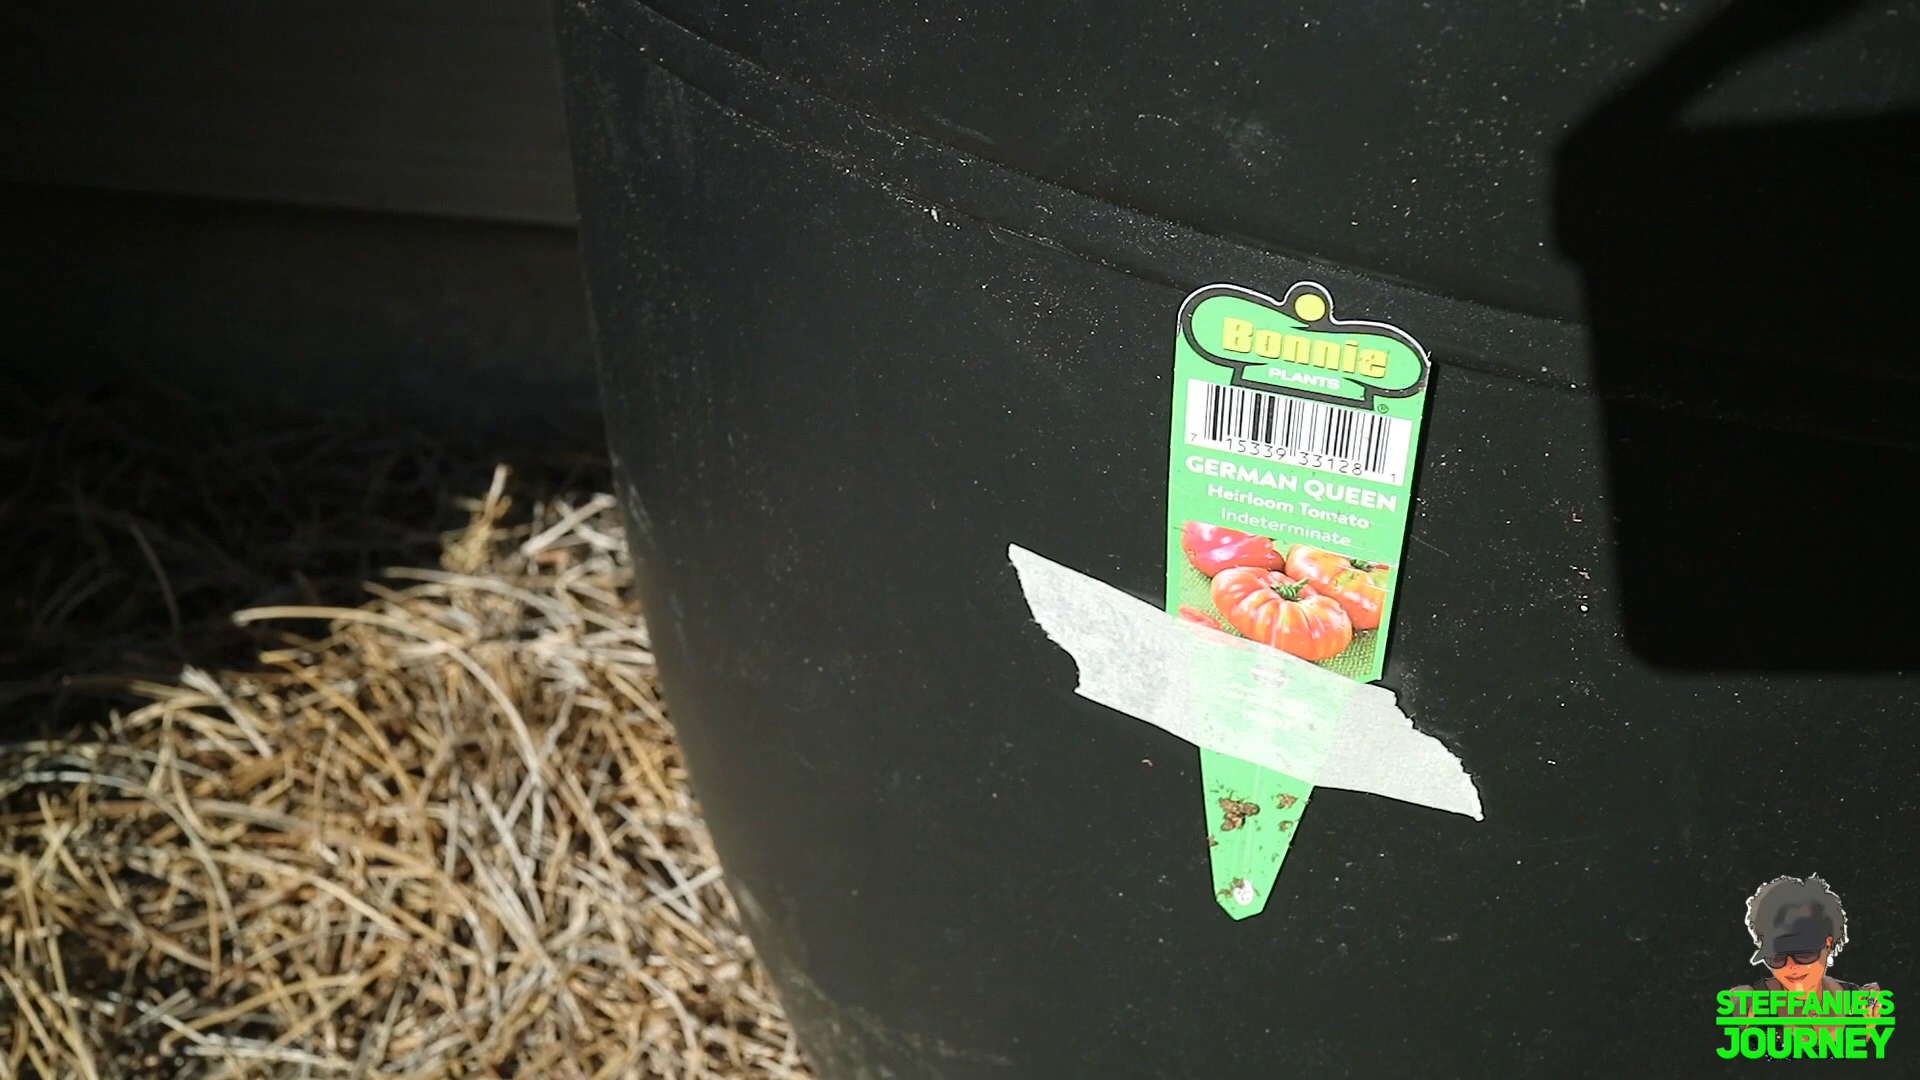 Bonnie
PLANTS
®
7 15339 33128 1
GERMAN QUEEN
Heirloom Tomato
Indeterminate
STEFFANIE'S
JOURNEY